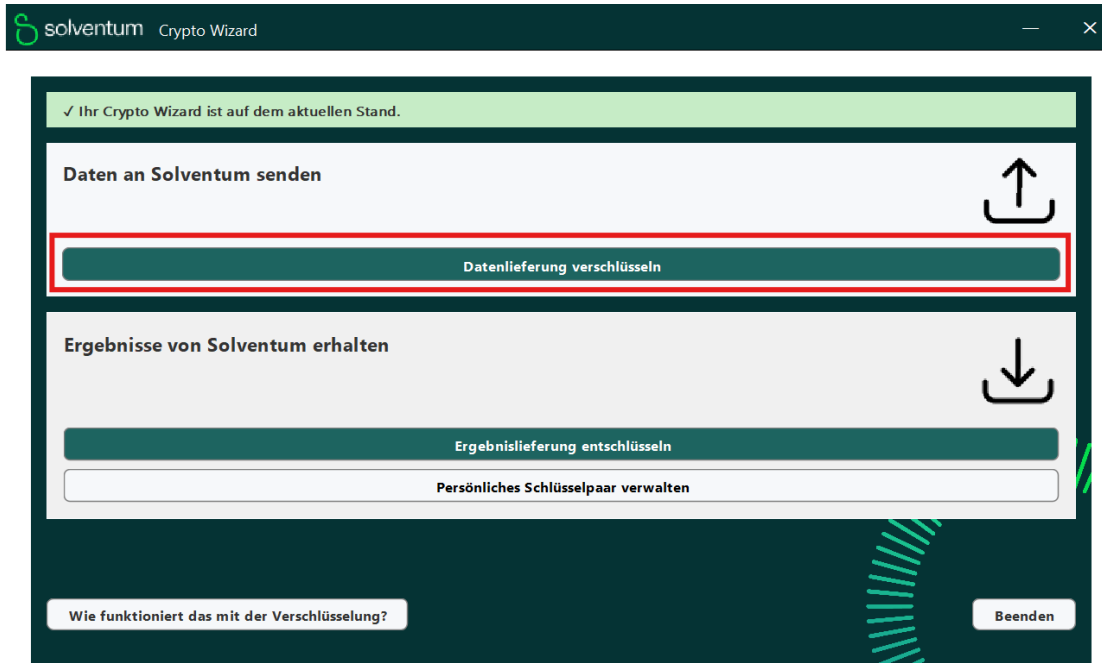 solventum Crypto Wizard
✓ Ihr Crypto Wizard ist auf dem aktuellen Stand.
Daten an Solventum senden
Datenlieferung verschlüsseln
Ergebnisse von Solventum erhalten
Ergebnislieferung entschlüsseln
Persönliches Schlüsselpaar verwalten
Wie funktioniert das mit der Verschlüsselung?
Beenden